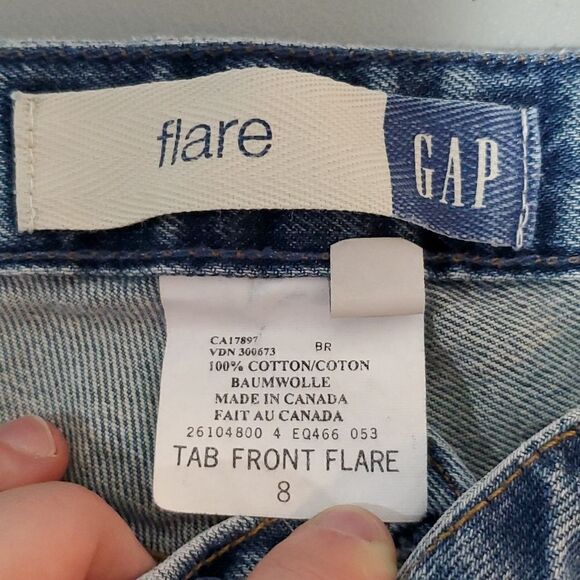 flare
GAP
CA17897
VDN 300673 BR
100% COTTON/COTON
BAUMWOLLE
MADE IN CANADA
FAIT AU CANADA
26104800 4 EQ466 053
TAB FRONT FLARE
8